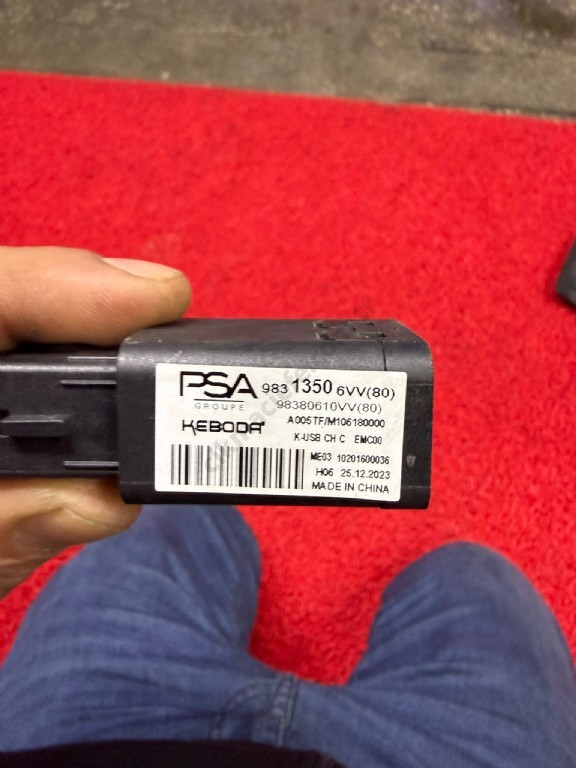 PSA 983 1350 6VV(80)
GROUPE 98380610VV(80)
KEBODA A005TF/M106180000
K-USB CH C EMC00
ME03 10201600036
H06 25.12.2023
MADE IN CHINA